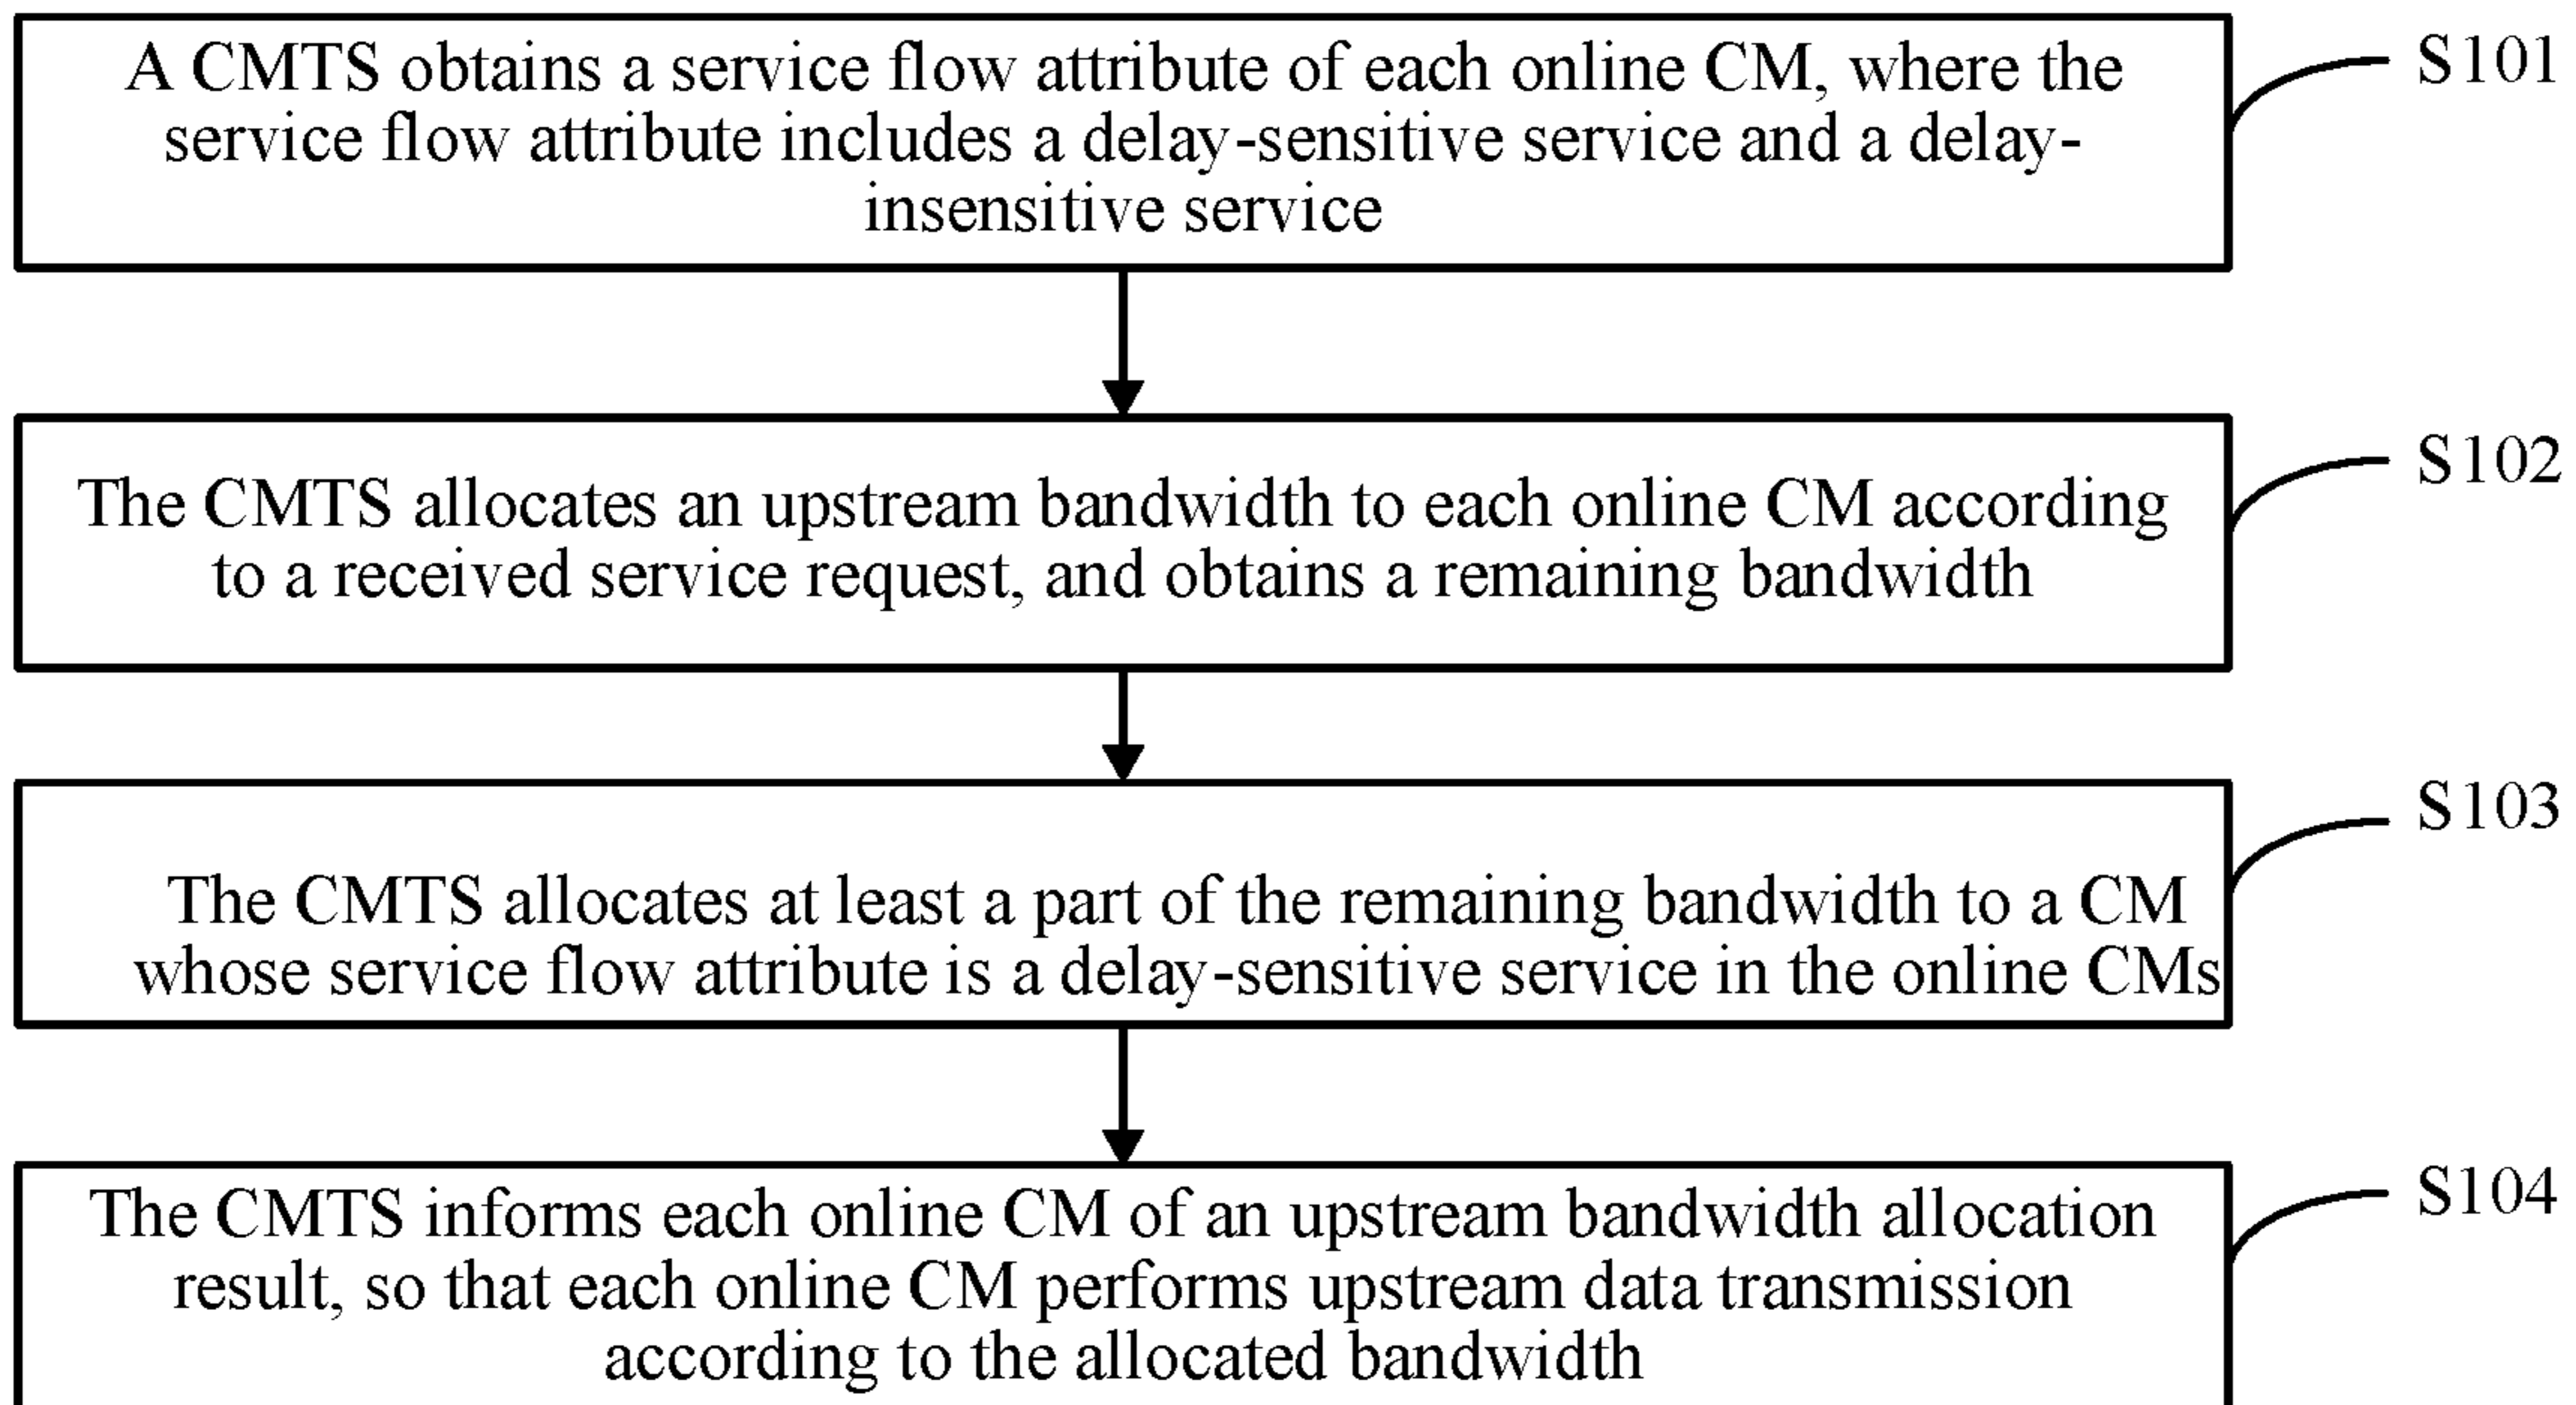 A CMTS obtains a service flow attribute of each online CM, where the
service flow attribute includes a delay-sensitive service and a delay-
insensitive service
S101
The CMTS allocates an upstream bandwidth to each online CM according
to a received service request, and obtains a remaining bandwidth
S102
The CMTS allocates at least a part of the remaining bandwidth to a CM
whose service flow attribute is a delay-sensitive service in the online CMs
S103
The CMTS informs each online CM of an upstream bandwidth allocation
result, so that each online CM performs upstream data transmission
according to the allocated bandwidth
S104